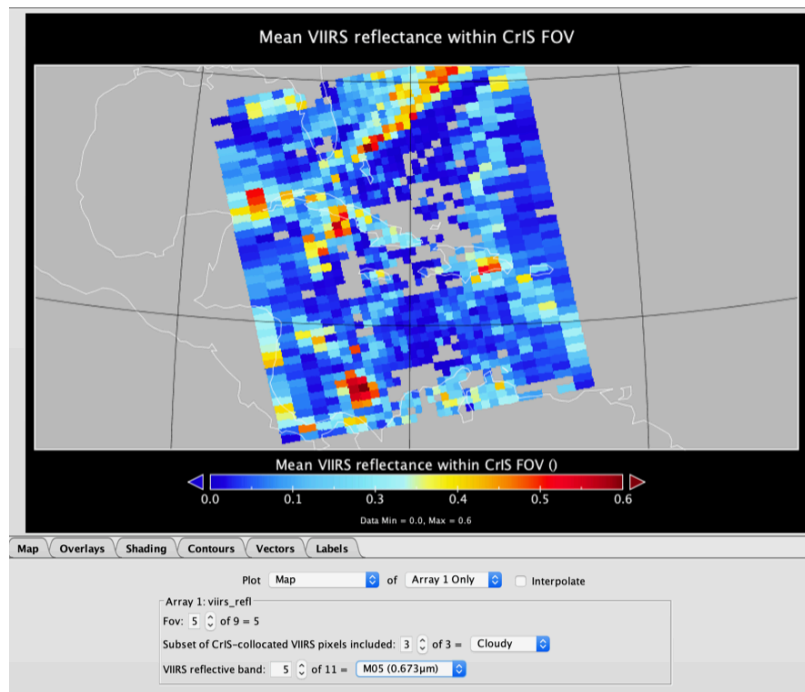 Mean VIIRS reflectance within CrIS FOV
Mean VIIRS reflectance within CrIS FOV ()
0.0 0.1 0.3 0.4 0.5 0.6
Data Min = 0.0, Max = 0.6
Map Overlays Shading Contours Vectors Labels
Plot Map of Array 1 Only Interpolate
Array 1: viirs_refl
Fov: 5 of 9 = 5
Subset of CrIS-collocated VIIRS pixels included: 3 of 3 = Cloudy
VIIRS reflective band: 5 of 11 = M05 (0.673μm)